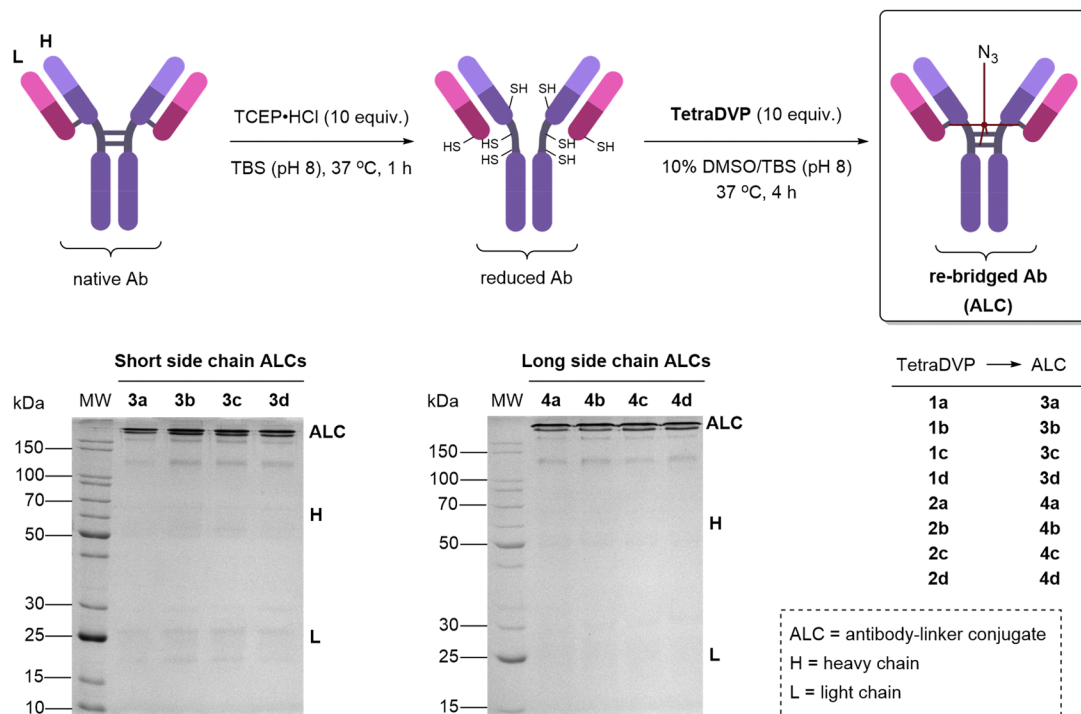 H
L
TCEP•HCl (10 equiv.)
TBS (pH 8), 37 ºC, 1 h
native Ab
SH SH
HS HS SH SH
HS SH
reduced Ab
TetraDVP (10 equiv.)
10% DMSO/TBS (pH 8)
37 ºC, 4 h
N3
re-bridged Ab
(ALC)
Short side chain ALCs
kDa MW 3a 3b 3c 3d
ALC
150
100
70
H
50
30
25 L
15
10
Long side chain ALCs
kDa MW 4a 4b 4c 4d
ALC
150
100
70
H
50
30
25 L
15
TetraDVP ALC
1a 3a
1b 3b
1c 3c
1d 3d
2a 4a
2b 4b
2c 4c
2d 4d
ALC = antibody-linker conjugate
H = heavy chain
L = light chain